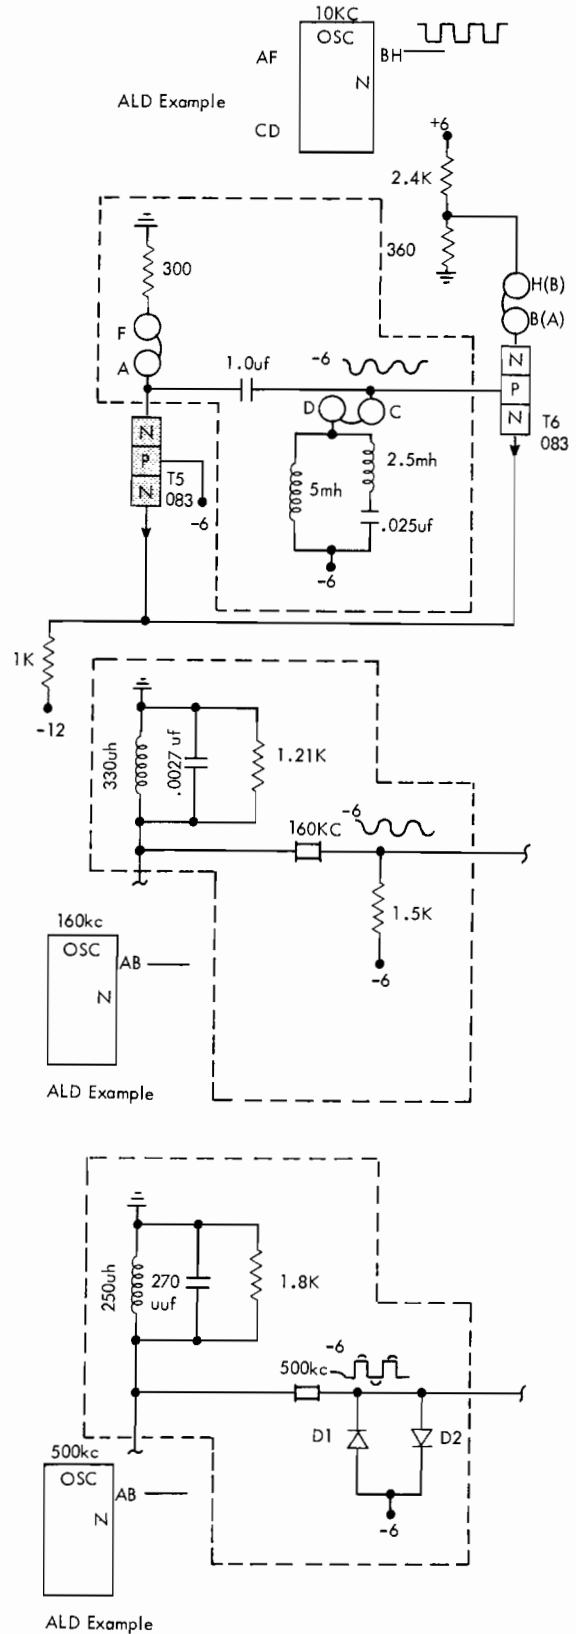 10KC
OSC
AF
BH
N
ALD Example
CD
+6
2.4K
360
300
H(B)
F
B(A)
A
1.0uf
-6
N
P
N
D
C
T6
083
N
P
N
T5
083
-6
2.5mh
5mh
.025uf
-6
1K
-12
330uh
.0027 uf
1.21K
160KC
-6
1.5K
-6
160kc
OSC
AB
N
ALD Example
250uh
270
uuf
1.8K
-6
500kc
D1
D2
-6
500kc
OSC
AB
N
ALD Example